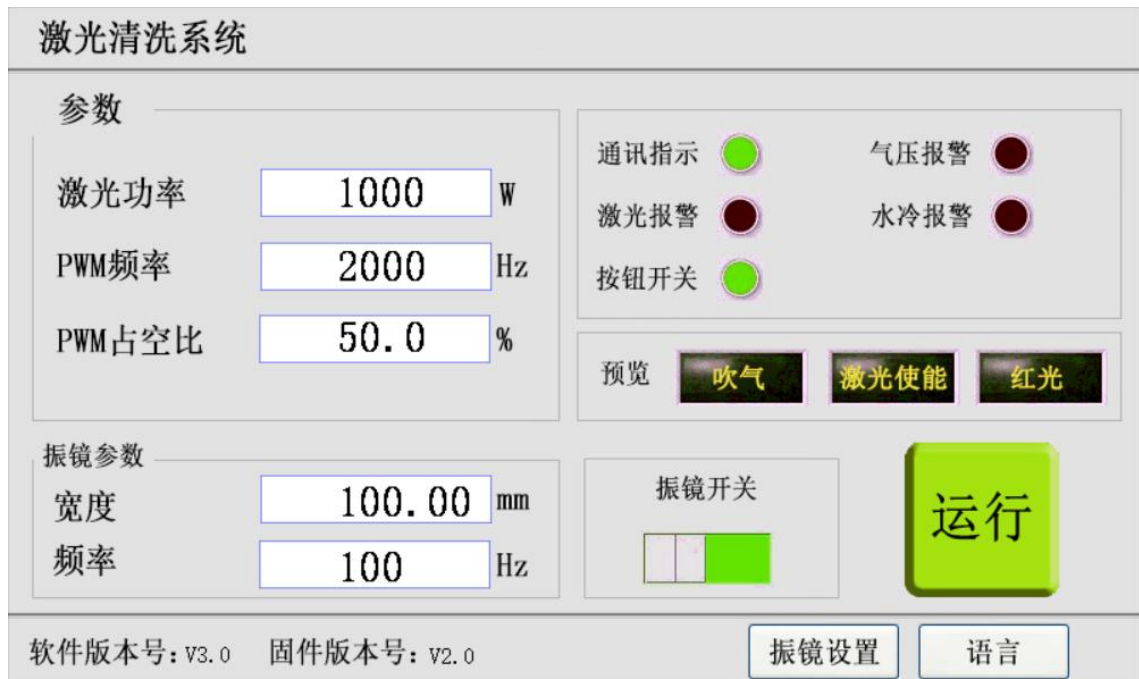 激光清洗系统
参数
激光功率 1000 W
PWM频率 2000 Hz
PWM占空比 50.0 %
通讯指示 气压报警
激光报警 水冷报警
按钮开关
预览 吹气 激光使能 红光
振镜参数
宽度 100.00 mm
频率 100 Hz
振镜开关
运行
软件版本号: V3.0 固件版本号: V2.0 振镜设置 语言